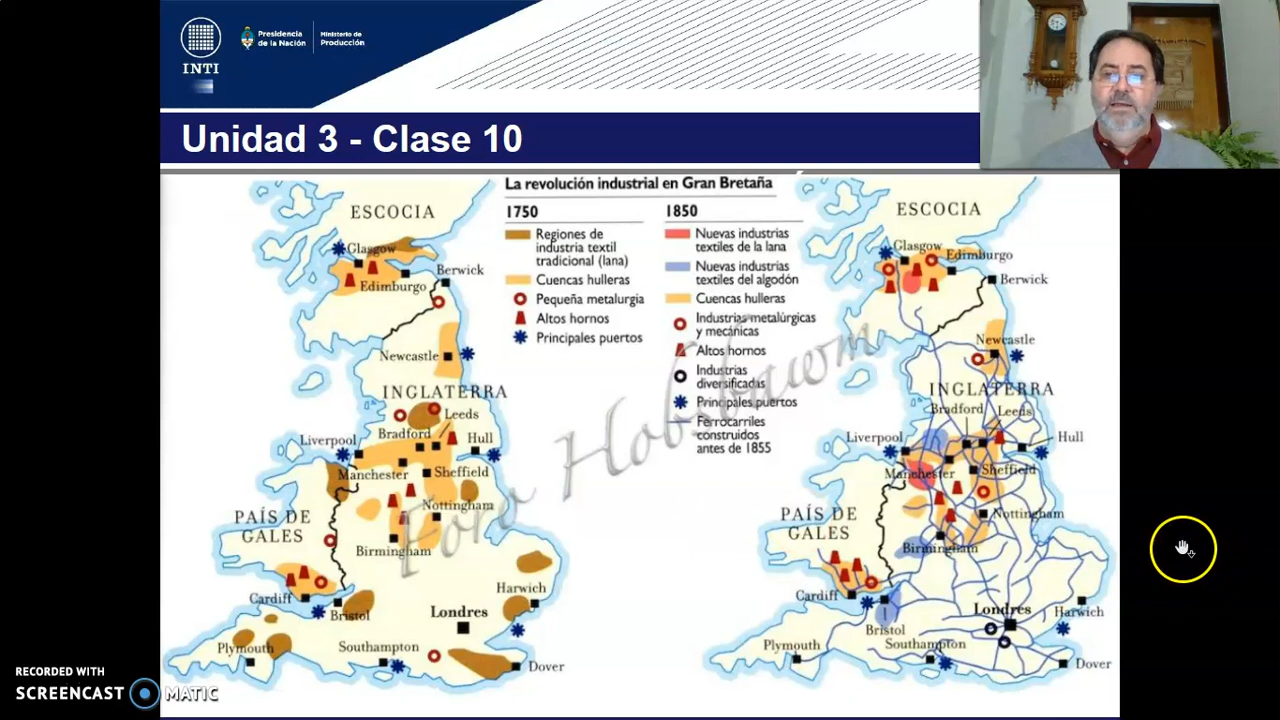 INTI
Presidencia
de la Nación
Ministerio de
Producción
Unidad 3 - Clase 10
La revolución industrial en Gran Bretaña
1750
Regiones de
industria textil
tradicional (lana)
Cuencas hulleras
Pequeña metalurgia
Altos hornos
Principales puertos
1850
Nuevas industrias
textiles de la lana
Nuevas industrias
textiles del algodón
Cuencas hulleras
Industrias metalúrgicas
y mecánicas
Altos hornos
Industrias
diversificadas
Principales puertos
Ferrocarriles
construidos
antes de 1855
ESCOCIA
Glasgow
Edimburgo
Berwick
Newcastle
INGLATERRA
Leeds
Bradford
Liverpool
Hull
Manchester
Sheffield
Nottingham
PAÍS DE
GALES
Birmingham
Cardiff
Bristol
Harwich
Londres
Plymouth
Southampton
Dover
ESCOCIA
Glasgow
Edimburgo
Berwick
Newcastle
INGLATERRA
Bradford
Leeds
Liverpool
Hull
Manchester
Sheffield
Nottingham
PAÍS DE
GALES
Birmingham
Cardiff
Bristol
Londres
Harwich
Plymouth
Southampton
Dover
Foro Hobsbawm
RECORDED WITH
SCREENCAST MATIC